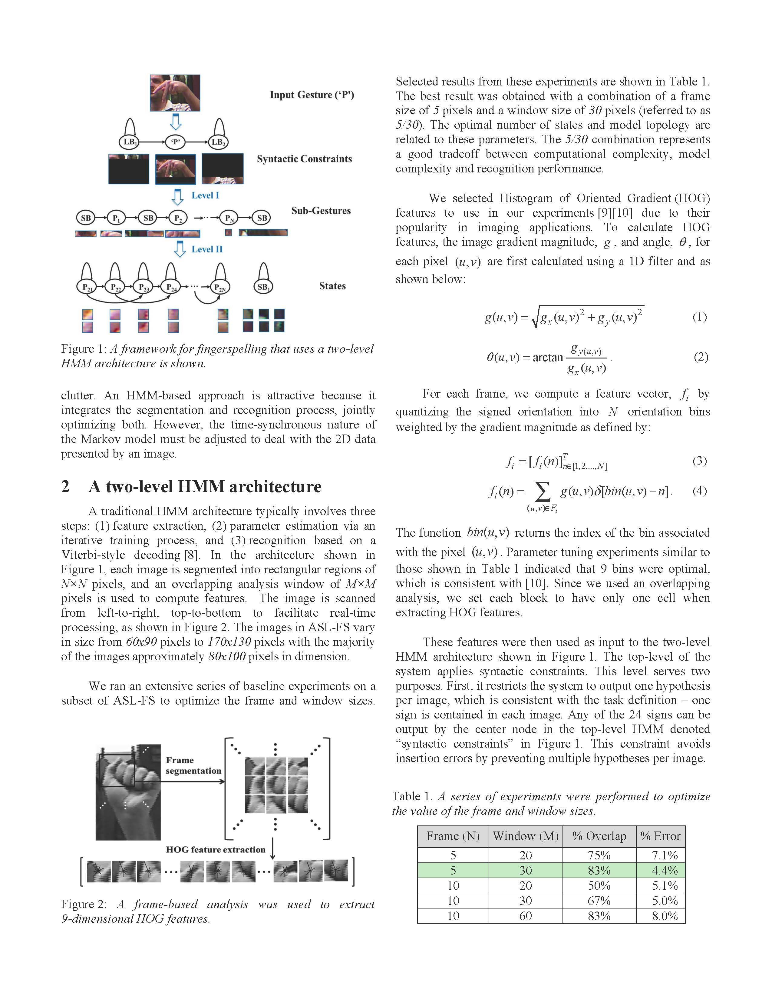 Input Gesture (‘P')
LB1 ‘P’ LB2
Syntactic Constraints
Level I
SB P1 SB P2 ... PN SB
Sub-Gestures
Level II
P21 P22 P23 P24 ... P2N SB1
States
Figure 1: A framework for fingerspelling that uses a two-level
HMM architecture is shown.
clutter. An HMM-based approach is attractive because it
integrates the segmentation and recognition process, jointly
optimizing both. However, the time-synchronous nature of
the Markov model must be adjusted to deal with the 2D data
presented by an image.
2 A two-level HMM architecture
A traditional HMM architecture typically involves three
steps: (1) feature extraction, (2) parameter estimation via an
iterative training process, and (3) recognition based on a
Viterbi-style decoding [8]. In the architecture shown in
Figure 1, each image is segmented into rectangular regions of
N×N pixels, and an overlapping analysis window of M×M
pixels is used to compute features. The image is scanned
from left-to-right, top-to-bottom to facilitate real-time
processing, as shown in Figure 2. The images in ASL-FS vary
in size from 60x90 pixels to 170x130 pixels with the majority
of the images approximately 80x100 pixels in dimension.
We ran an extensive series of baseline experiments on a
subset of ASL-FS to optimize the frame and window sizes.
Frame
segmentation
HOG feature extraction
Figure 2: A frame-based analysis was used to extract
9-dimensional HOG features.
Selected results from these experiments are shown in Table 1.
The best result was obtained with a combination of a frame
size of 5 pixels and a window size of 30 pixels (referred to as
5/30). The optimal number of states and model topology are
related to these parameters. The 5/30 combination represents
a good tradeoff between computational complexity, model
complexity and recognition performance.
We selected Histogram of Oriented Gradient (HOG)
features to use in our experiments [9][10] due to their
popularity in imaging applications. To calculate HOG
features, the image gradient magnitude, g , and angle, θ , for
each pixel (u,v) are first calculated using a 1D filter and as
shown below:
g(u,v) = √(g_x(u,v)² + g_y(u,v)²) (1)
θ(u,v) = arctan g_y(u,v) / g_x(u,v) . (2)
For each frame, we compute a feature vector, f_i by
quantizing the signed orientation into N orientation bins
weighted by the gradient magnitude as defined by:
f_i = [f_i(n)]^T_{n∈[1,2,...,N]} (3)
f_i(n) = ∑_{(u,v)∈F_i} g(u,v)δ[bin(u,v) − n]. (4)
The function bin(u,v) returns the index of the bin associated
with the pixel (u,v). Parameter tuning experiments similar to
those shown in Table 1 indicated that 9 bins were optimal,
which is consistent with [10]. Since we used an overlapping
analysis, we set each block to have only one cell when
extracting HOG features.
These features were then used as input to the two-level
HMM architecture shown in Figure 1. The top-level of the
system applies syntactic constraints. This level serves two
purposes. First, it restricts the system to output one hypothesis
per image, which is consistent with the task definition – one
sign is contained in each image. Any of the 24 signs can be
output by the center node in the top-level HMM denoted
“syntactic constraints” in Figure 1. This constraint avoids
insertion errors by preventing multiple hypotheses per image.
Table 1. A series of experiments were performed to optimize
the value of the frame and window sizes.
Frame (N) Window (M) % Overlap % Error
5 20 75% 7.1%
5 30 83% 4.4%
10 20 50% 5.1%
10 30 67% 5.0%
10 60 83% 8.0%